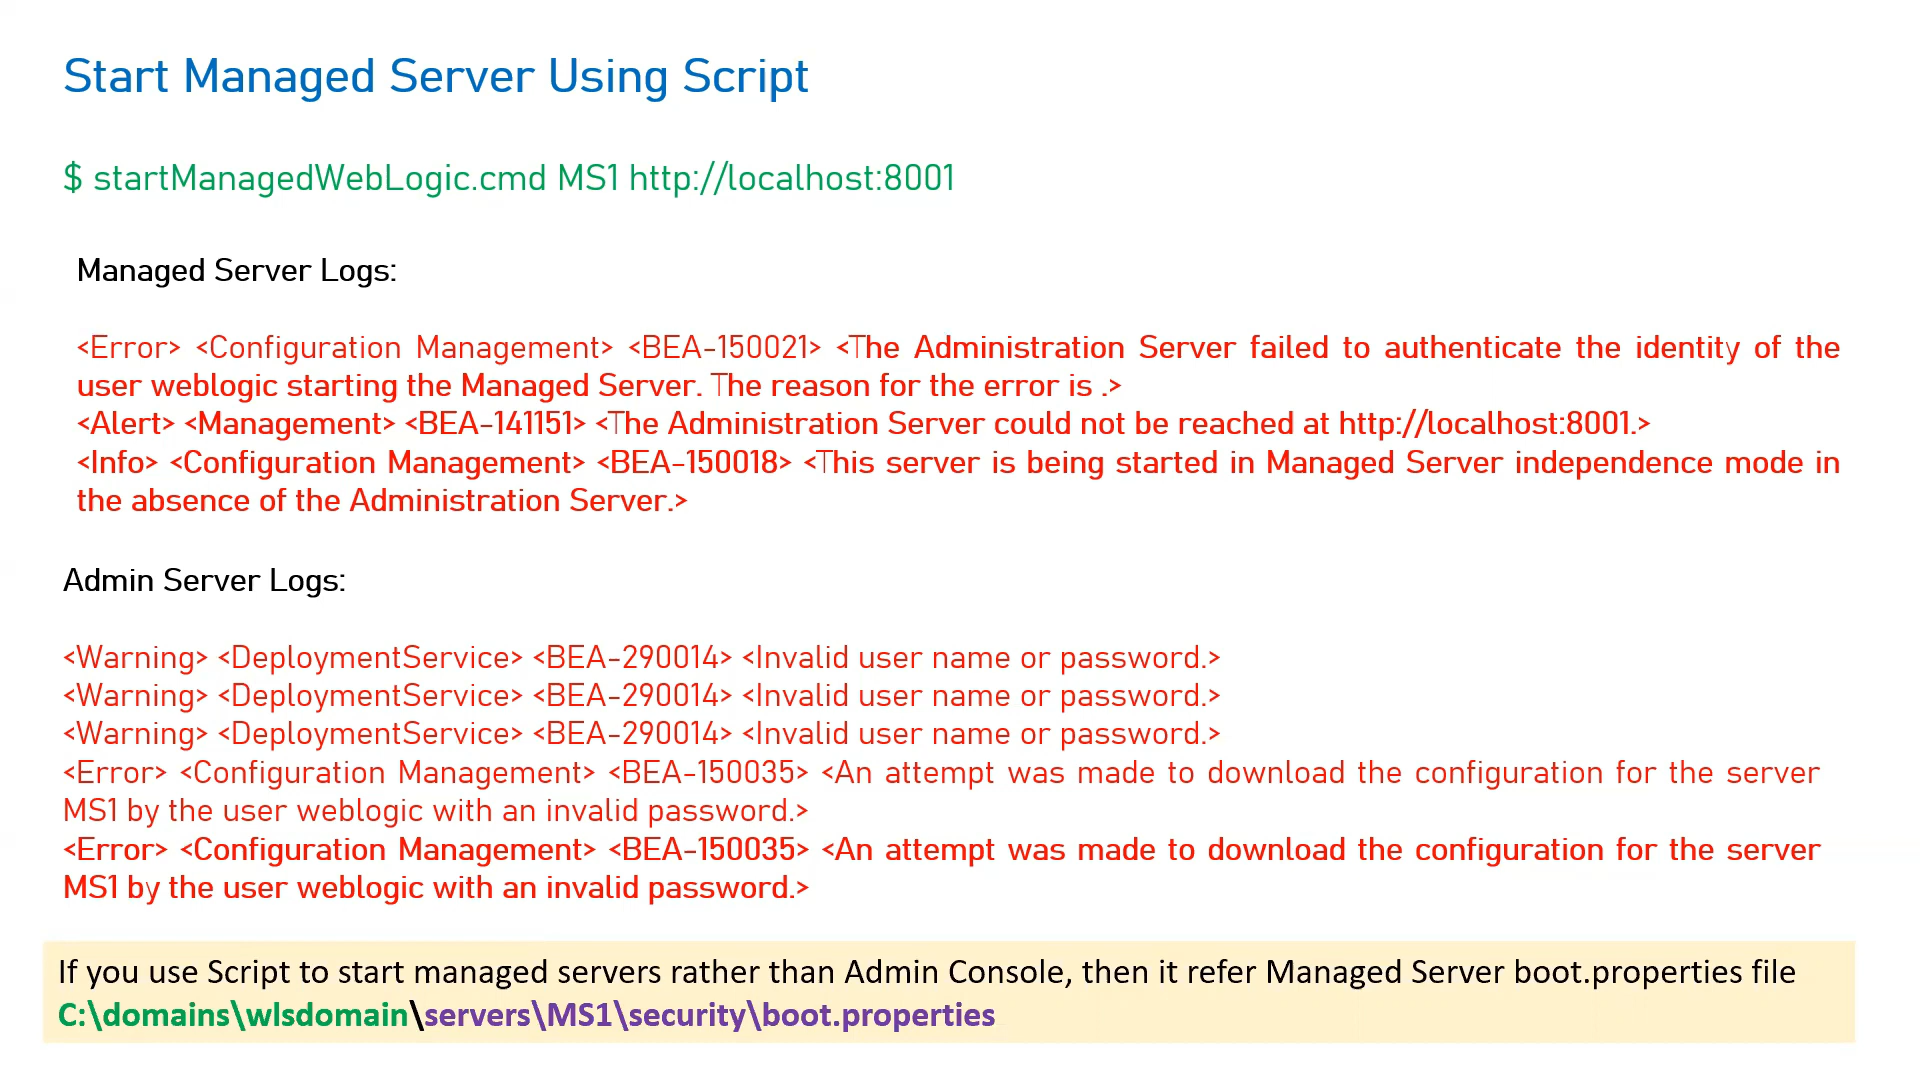 Start Managed Server Using Script
$ startManagedWebLogic.cmd MS1 http://localhost:8001
Managed Server Logs:
<Error> <Configuration Management> <BEA-150021> <The Administration Server failed to authenticate the identity of the
user weblogic starting the Managed Server. The reason for the error is .>
<Alert> <Management> <BEA-141151> <The Administration Server could not be reached at http://localhost:8001.>
<Info> <Configuration Management> <BEA-150018> <This server is being started in Managed Server independence mode in
the absence of the Administration Server.>
Admin Server Logs:
<Warning> <DeploymentService> <BEA-290014> <Invalid user name or password.>
<Warning> <DeploymentService> <BEA-290014> <Invalid user name or password.>
<Warning> <DeploymentService> <BEA-290014> <Invalid user name or password.>
<Error> <Configuration Management> <BEA-150035> <An attempt was made to download the configuration for the server
MS1 by the user weblogic with an invalid password.>
<Error> <Configuration Management> <BEA-150035> <An attempt was made to download the configuration for the server
MS1 by the user weblogic with an invalid password.>
If you use Script to start managed servers rather than Admin Console, then it refer Managed Server boot.properties file
C:\domains\wlsdomain\servers\MS1\security\boot.properties